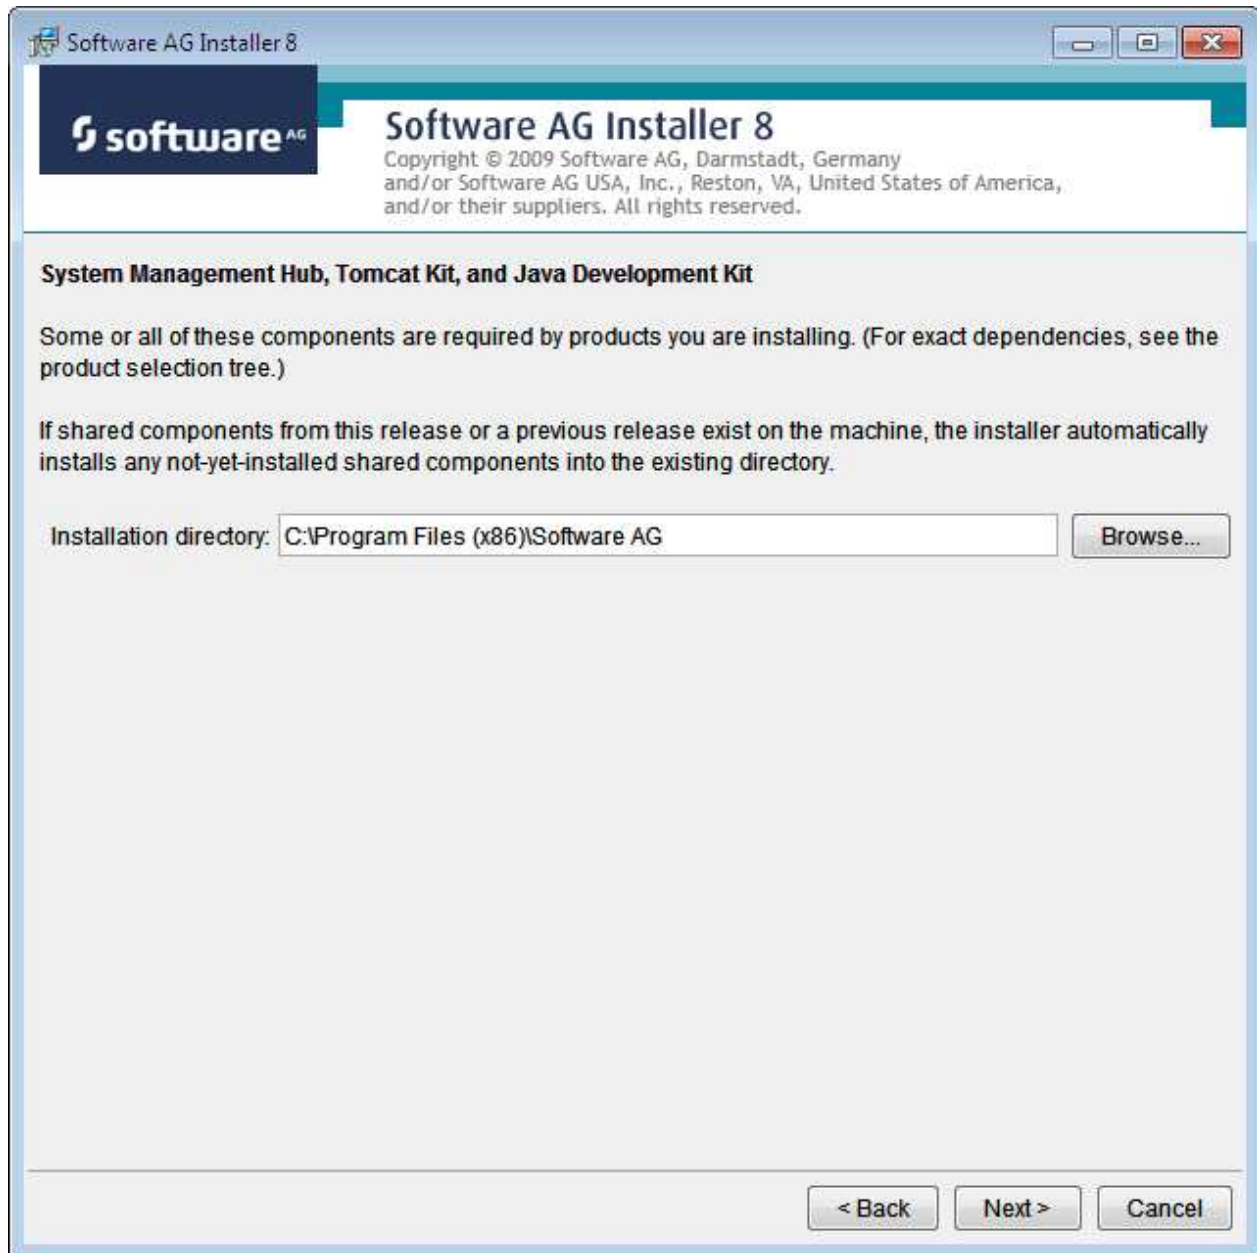 Software AG Installer 8
software AG
Software AG Installer 8
Copyright © 2009 Software AG, Darmstadt, Germany
and/or Software AG USA, Inc., Reston, VA, United States of America,
and/or their suppliers. All rights reserved.
System Management Hub, Tomcat Kit, and Java Development Kit
Some or all of these components are required by products you are installing. (For exact dependencies, see the
product selection tree.)
If shared components from this release or a previous release exist on the machine, the installer automatically
installs any not-yet-installed shared components into the existing directory.
Installation directory: C:\Program Files (x86)\Software AG Browse...
< Back Next > Cancel